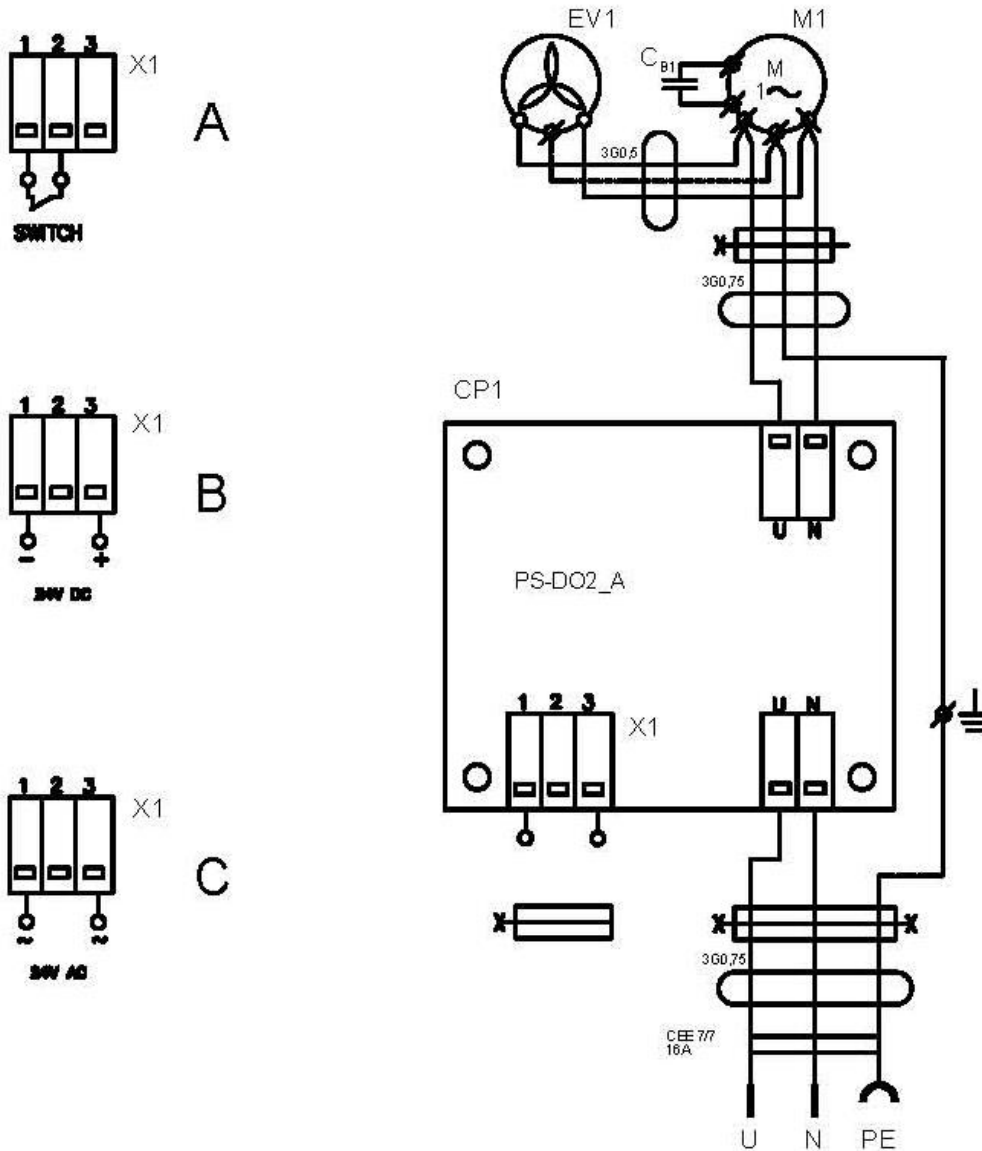 1 2 3
X1
A
SWITCH
1 2 3
X1
B
- +
24V DC
1 2 3
X1
C
~ ~
24V AC
EV1
M1
C B1
M
1~
3G0,5
X
3G0,75
CP1
U N
PS-DO2_A
1 2 3
X1
U N
X
X X
3G0,75
CEE 7/7
16A
U N PE